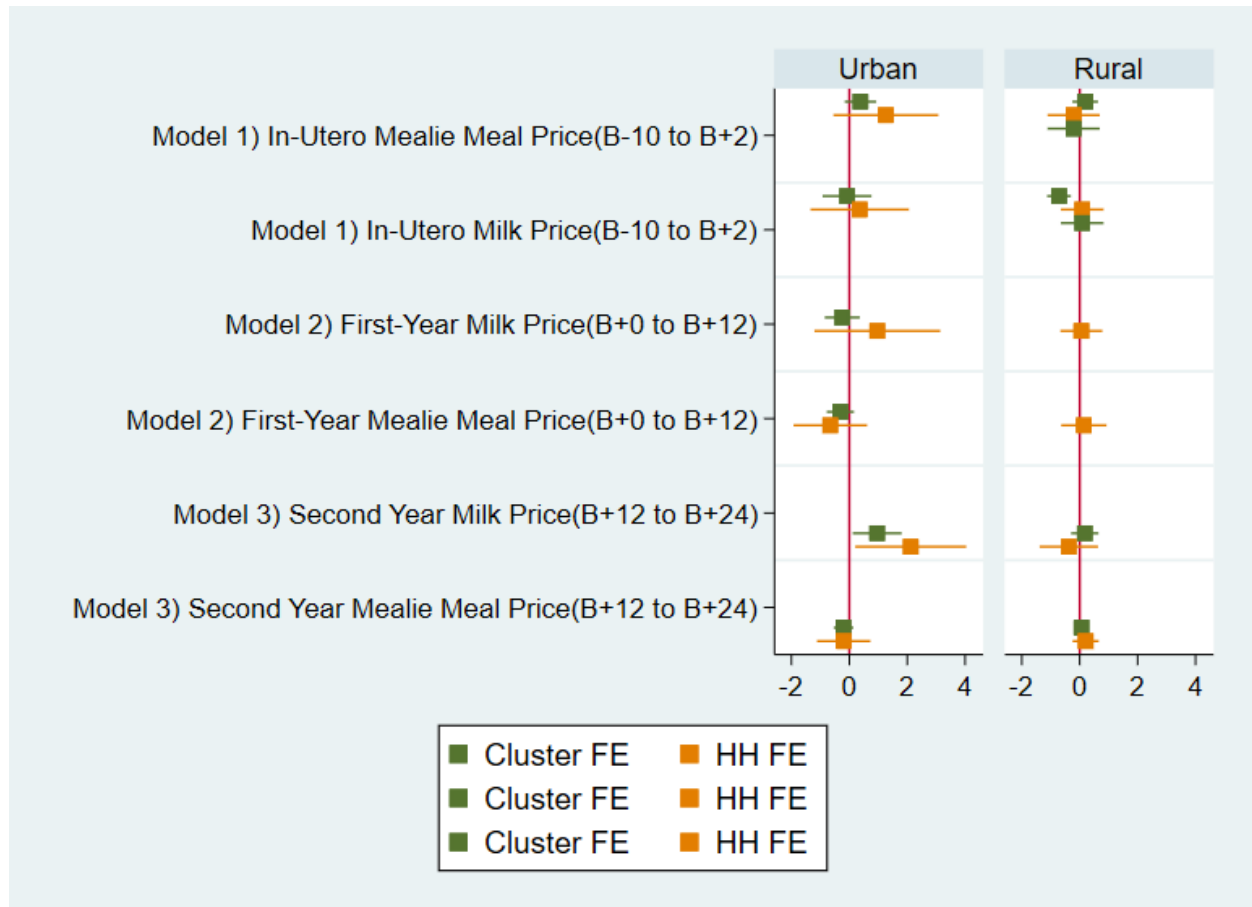 Urban Rural
Model 1) In-Utero Mealie Meal Price(B-10 to B+2)
Model 1) In-Utero Milk Price(B-10 to B+2)
Model 2) First-Year Milk Price(B+0 to B+12)
Model 2) First-Year Mealie Meal Price(B+0 to B+12)
Model 3) Second Year Milk Price(B+12 to B+24)
Model 3) Second Year Mealie Meal Price(B+12 to B+24)
-2 0 2 4 -2 0 2 4
Cluster FE HH FE
Cluster FE HH FE
Cluster FE HH FE